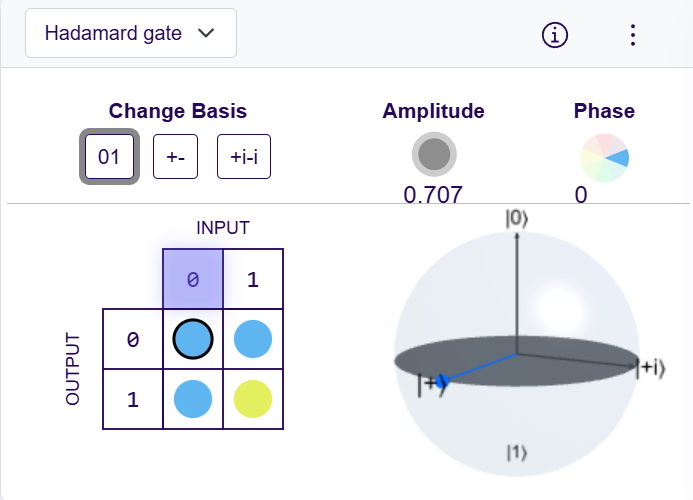 Hadamard gate
Change Basis
01 +- +i-i
Amplitude
0.707
Phase
0
INPUT
0 1
OUTPUT
0
1
|0⟩
|+⟩
|+i⟩
|1⟩